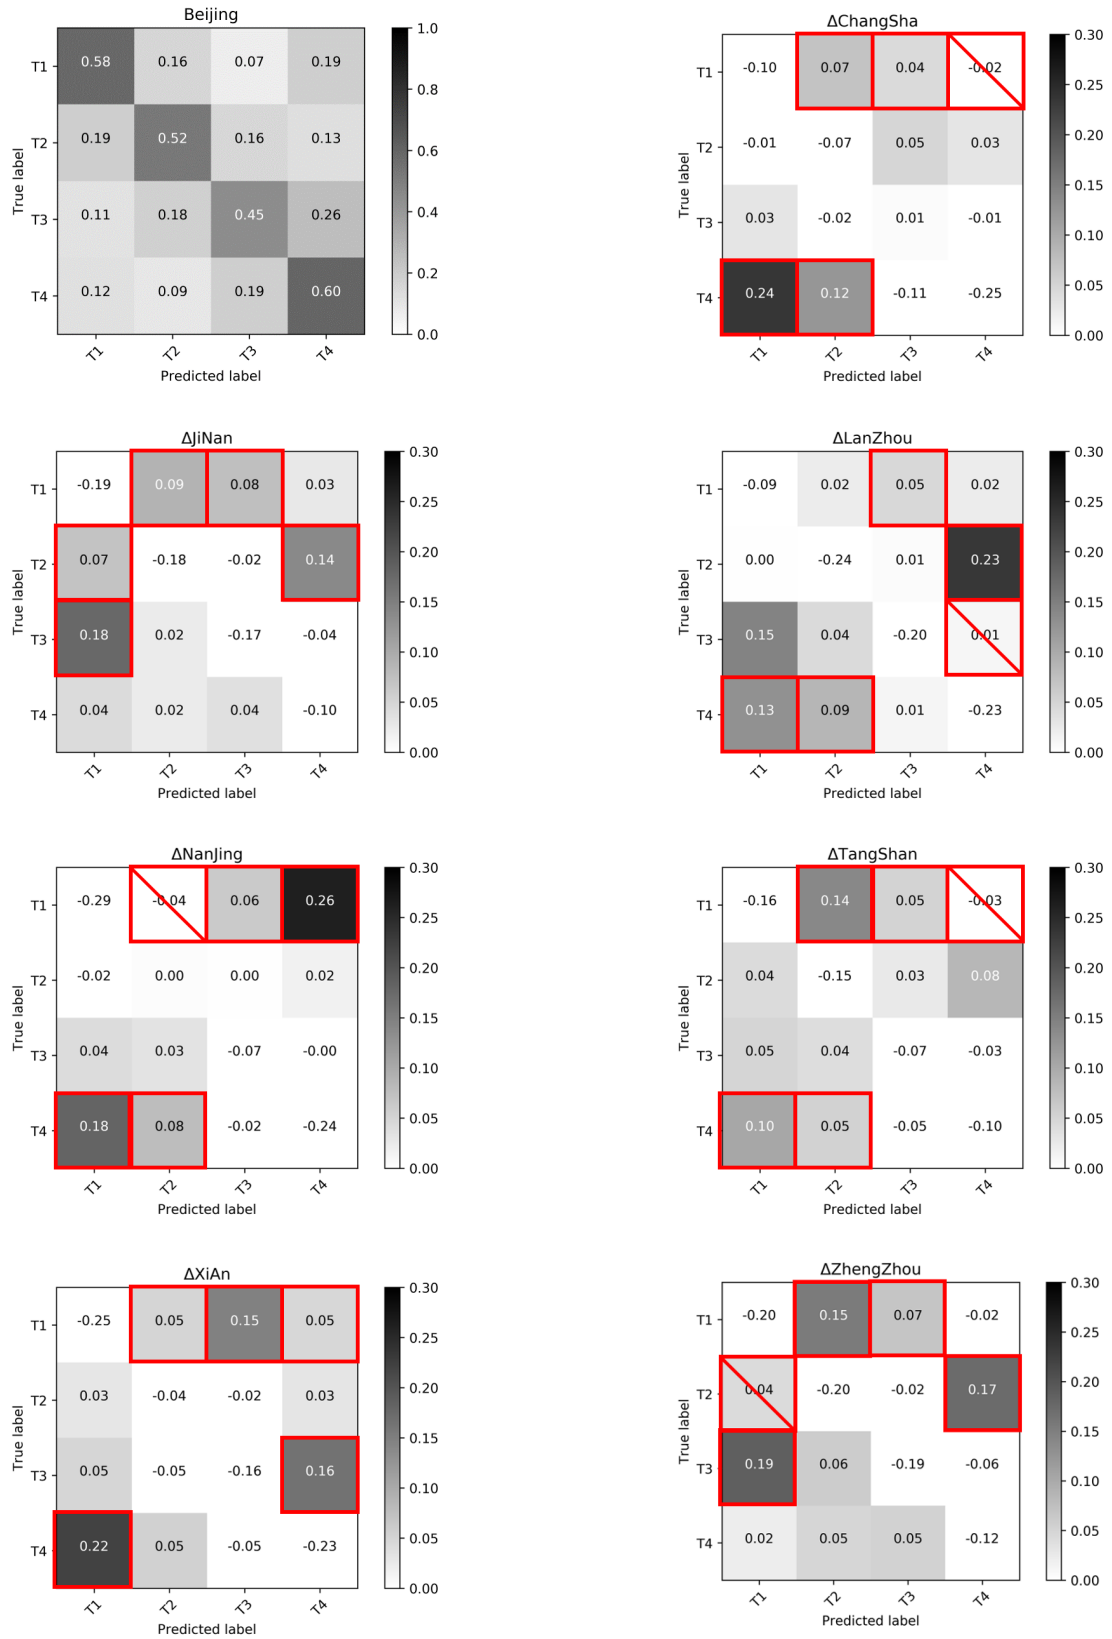 Beijing
T1 0.58 0.16 0.07 0.19
T2 0.19 0.52 0.16 0.13
T3 0.11 0.18 0.45 0.26
T4 0.12 0.09 0.19 0.60
T1 T2 T3 T4
True label
Predicted label
1.0
0.8
0.6
0.4
0.2
0.0
ΔChangSha
T1 -0.10 0.07 0.04 -0.02
T2 -0.01 -0.07 0.05 0.03
T3 0.03 -0.02 0.01 -0.01
T4 0.24 0.12 -0.11 -0.25
T1 T2 T3 T4
True label
Predicted label
0.30
0.25
0.20
0.15
0.10
0.05
0.00
ΔJiNan
T1 -0.19 0.09 0.08 0.03
T2 0.07 -0.18 -0.02 0.14
T3 0.18 0.02 -0.17 -0.04
T4 0.04 0.02 0.04 -0.10
T1 T2 T3 T4
True label
Predicted label
0.30
0.25
0.20
0.15
0.10
0.05
0.00
ΔLanZhou
T1 -0.09 0.02 0.05 0.02
T2 0.00 -0.24 0.01 0.23
T3 0.15 0.04 -0.20 0.01
T4 0.13 0.09 0.01 -0.23
T1 T2 T3 T4
True label
Predicted label
0.30
0.25
0.20
0.15
0.10
0.05
0.00
ΔNanJing
T1 -0.29 -0.04 0.06 0.26
T2 -0.02 0.00 0.00 0.02
T3 0.04 0.03 -0.07 -0.00
T4 0.18 0.08 -0.02 -0.24
T1 T2 T3 T4
True label
Predicted label
0.30
0.25
0.20
0.15
0.10
0.05
0.00
ΔTangShan
T1 -0.16 0.14 0.05 -0.03
T2 0.04 -0.15 0.03 0.08
T3 0.05 0.04 -0.07 -0.03
T4 0.10 0.05 -0.05 -0.10
T1 T2 T3 T4
True label
Predicted label
0.30
0.25
0.20
0.15
0.10
0.05
0.00
ΔXiAn
T1 -0.25 0.05 0.15 0.05
T2 0.03 -0.04 -0.02 0.03
T3 0.05 -0.05 -0.16 0.16
T4 0.22 0.05 -0.05 -0.23
T1 T2 T3 T4
True label
Predicted label
0.30
0.25
0.20
0.15
0.10
0.05
0.00
ΔZhengZhou
T1 -0.20 0.15 0.07 -0.02
T2 0.04 -0.20 -0.02 0.17
T3 0.19 0.06 -0.19 -0.06
T4 0.02 0.05 0.05 -0.12
T1 T2 T3 T4
True label
Predicted label
0.30
0.25
0.20
0.15
0.10
0.05
0.00